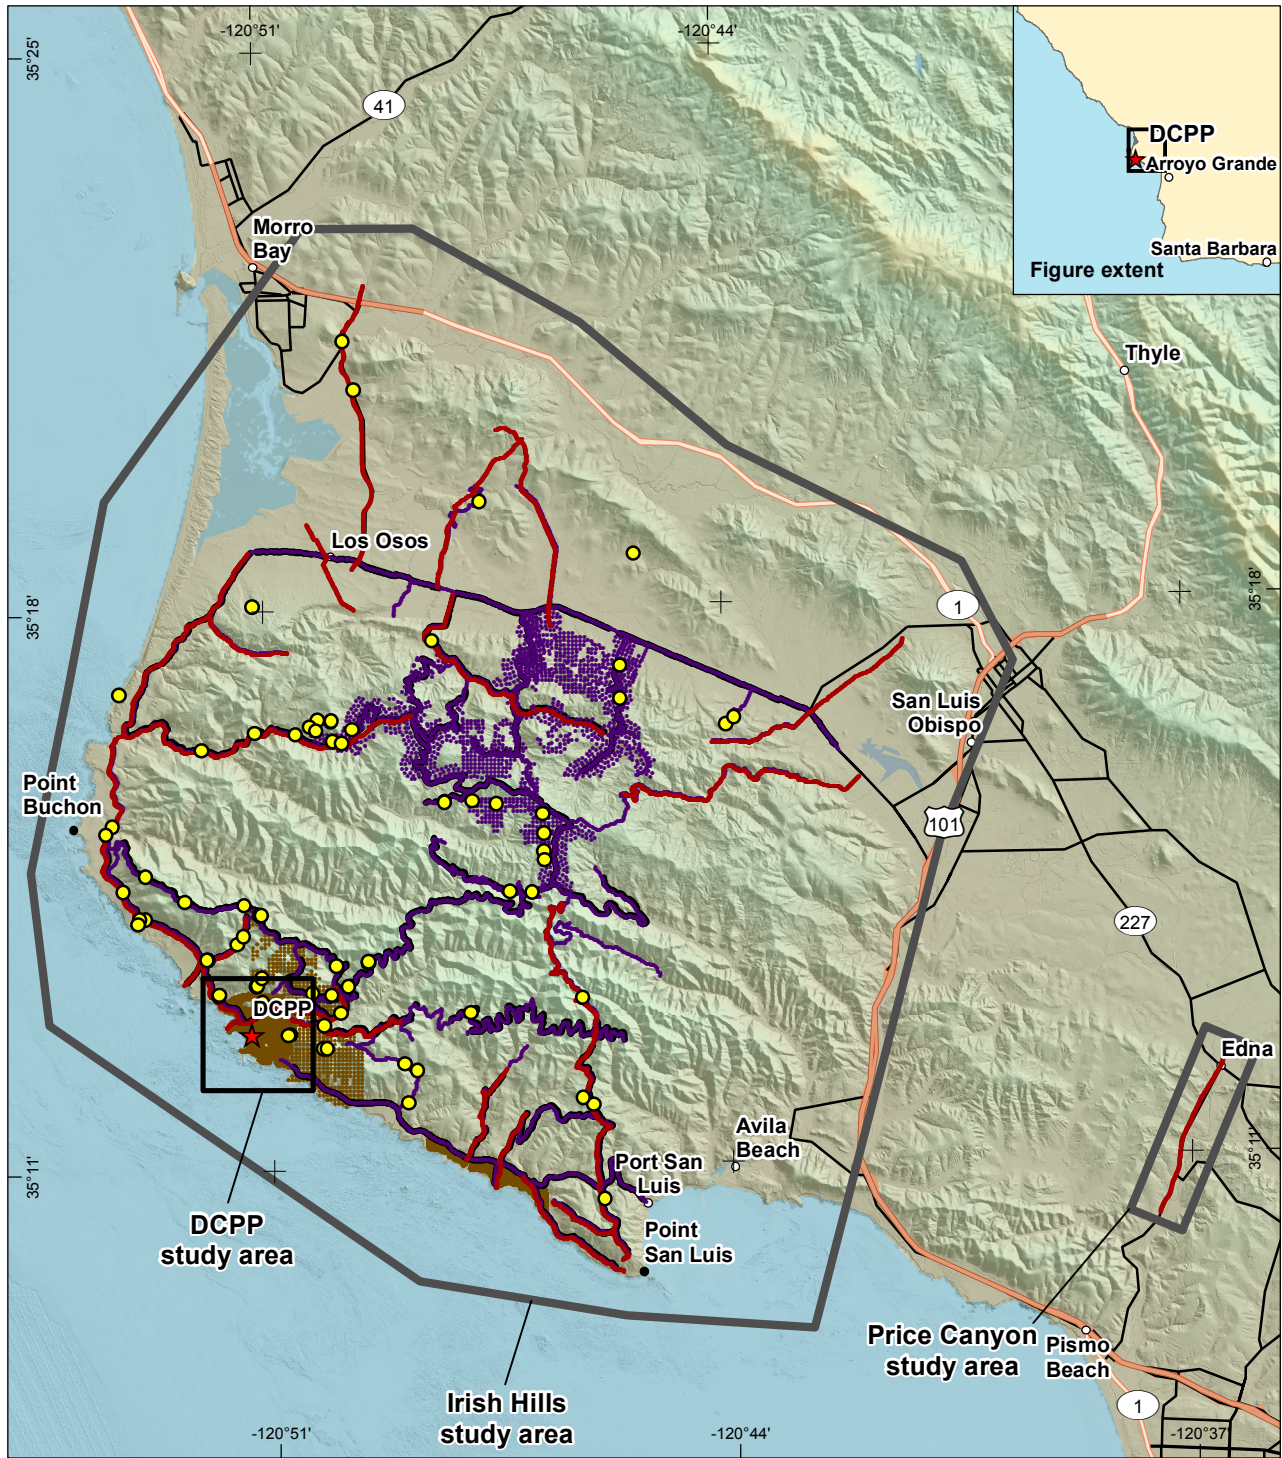 -120°51'
-120°44'
35°25'
41
DCPP
Arroyo Grande
Santa Barbara
Figure extent
Morro
Bay
Thyle
Los Osos
35°18'
35°18'
1
San Luis
Obispo
Point
Buchon
101
227
DCPP
Edna
Avila
Beach
35°11'
35°11'
Port San
Luis
DCPP
study area
Point
San Luis
Price Canyon
study area
Pismo
Beach
Irish Hills
study area
1
-120°51'
-120°44'
-120°37'